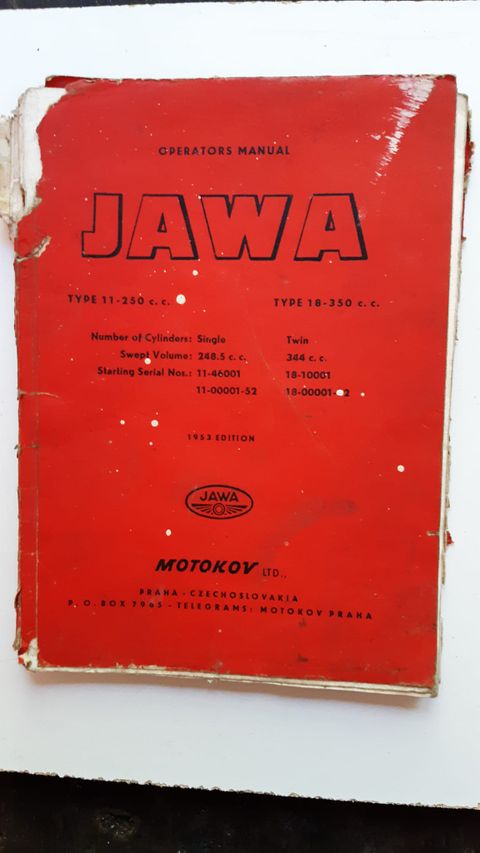 OPERATORS MANUAL
JAWA
TYPE 11-250 c. c. TYPE 18-350 c. c.
Number of Cylinders: Single Twin
Swept Volume: 248.5 c. c. 344 c. c.
Starting Serial Nos.: 11-46001 18-10001
11-00001-52
1953 EDITION
JAWA
MOTOKOV LTD.,
PRAHA - CZECHOSLOVAKIA
P. O. BOX 7965 - TELEGRAMS: MOTOKOV PRAHA